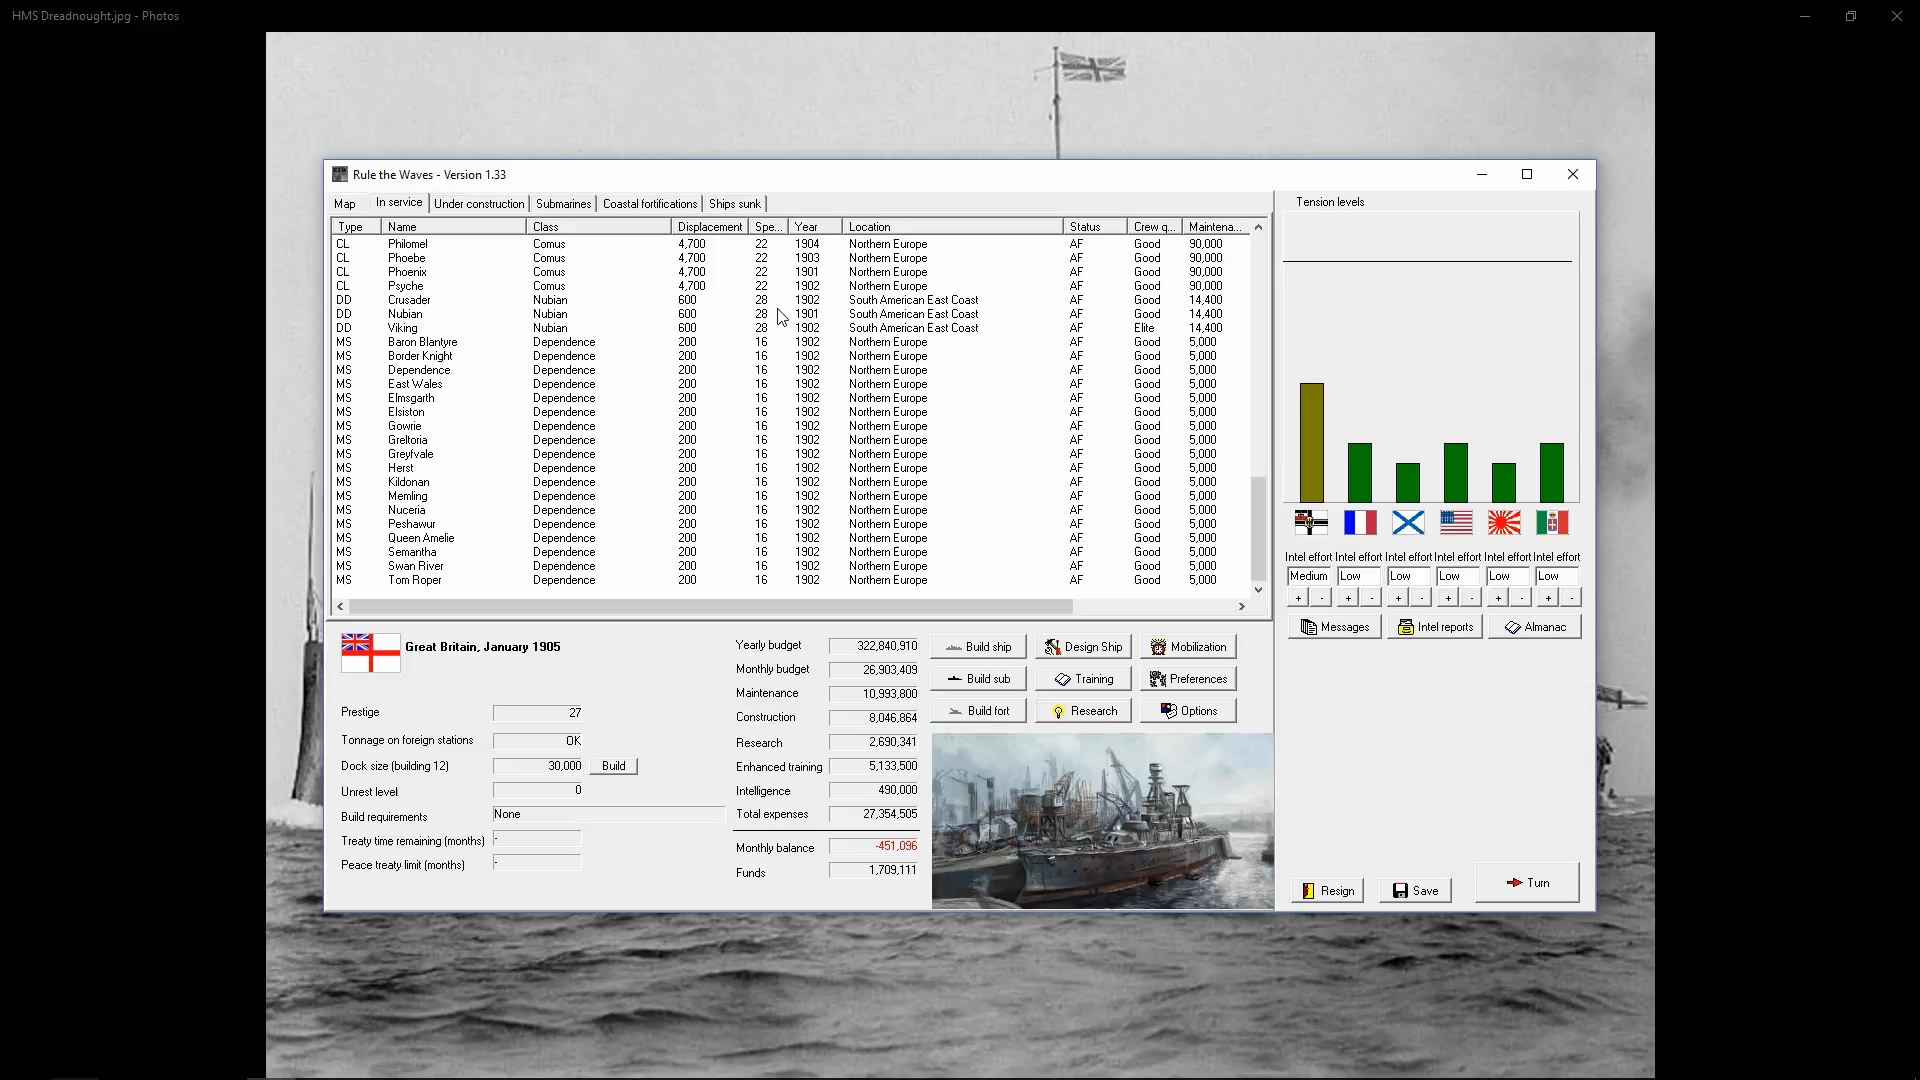 HMS Dreadnought.jpg - Photos
Rule the Waves - Version 1.33
Map In service Under construction Submarines Coastal fortifications Ships sunk
Type Name Class Displacement Spe... Year Location Status Crew q... Maintena...
CL Philomel Comus 4,700 22 1904 Northern Europe AF Good 90,000
CL Phoebe Comus 4,700 22 1903 Northern Europe AF Good 90,000
CL Phoenix Comus 4,700 22 1901 Northern Europe AF Good 90,000
CL Psyche Comus 4,700 22 1902 Northern Europe AF Good 90,000
DD Crusader Nubian 600 28 1902 South American East Coast AF Good 14,400
DD Nubian Nubian 600 28 1901 South American East Coast AF Good 14,400
DD Viking Nubian 600 28 1902 South American East Coast AF Elite 14,400
MS Baron Blantyre Dependence 200 16 1902 Northern Europe AF Good 5,000
MS Border Knight Dependence 200 16 1902 Northern Europe AF Good 5,000
MS Dependence Dependence 200 16 1902 Northern Europe AF Good 5,000
MS East Wales Dependence 200 16 1902 Northern Europe AF Good 5,000
MS Elmsgarth Dependence 200 16 1902 Northern Europe AF Good 5,000
MS Elsiston Dependence 200 16 1902 Northern Europe AF Good 5,000
MS Gowrie Dependence 200 16 1902 Northern Europe AF Good 5,000
MS Greltoria Dependence 200 16 1902 Northern Europe AF Good 5,000
MS Greyfvale Dependence 200 16 1902 Northern Europe AF Good 5,000
MS Herst Dependence 200 16 1902 Northern Europe AF Good 5,000
MS Kildonan Dependence 200 16 1902 Northern Europe AF Good 5,000
MS Memling Dependence 200 16 1902 Northern Europe AF Good 5,000
MS Nuceria Dependence 200 16 1902 Northern Europe AF Good 5,000
MS Peshawur Dependence 200 16 1902 Northern Europe AF Good 5,000
MS Queen Amelie Dependence 200 16 1902 Northern Europe AF Good 5,000
MS Semantha Dependence 200 16 1902 Northern Europe AF Good 5,000
MS Swan River Dependence 200 16 1902 Northern Europe AF Good 5,000
MS Tom Roper Dependence 200 16 1902 Northern Europe AF Good 5,000
Great Britain, January 1905
Prestige 27
Tonnage on foreign stations OK
Dock size (building 12) 30,000 Build
Unrest level 0
Build requirements None
Treaty time remaining (months) -
Peace treaty limit (months) -
Yearly budget 322,840,910
Monthly budget 26,903,409
Maintenance 10,993,800
Construction 8,046,864
Research 2,690,341
Enhanced training 5,133,500
Intelligence 490,000
Total expenses 27,354,505
Monthly balance -451,096
Funds 1,709,111
Build ship Design Ship Mobilization
Build sub Training Preferences
Build fort Research Options
Tension levels
Intel effort Intel effort Intel effort Intel effort Intel effort Intel effort
Medium Low Low Low Low Low
+ - + - + - + - + - + -
Messages Intel reports Almanac
Resign Save Turn